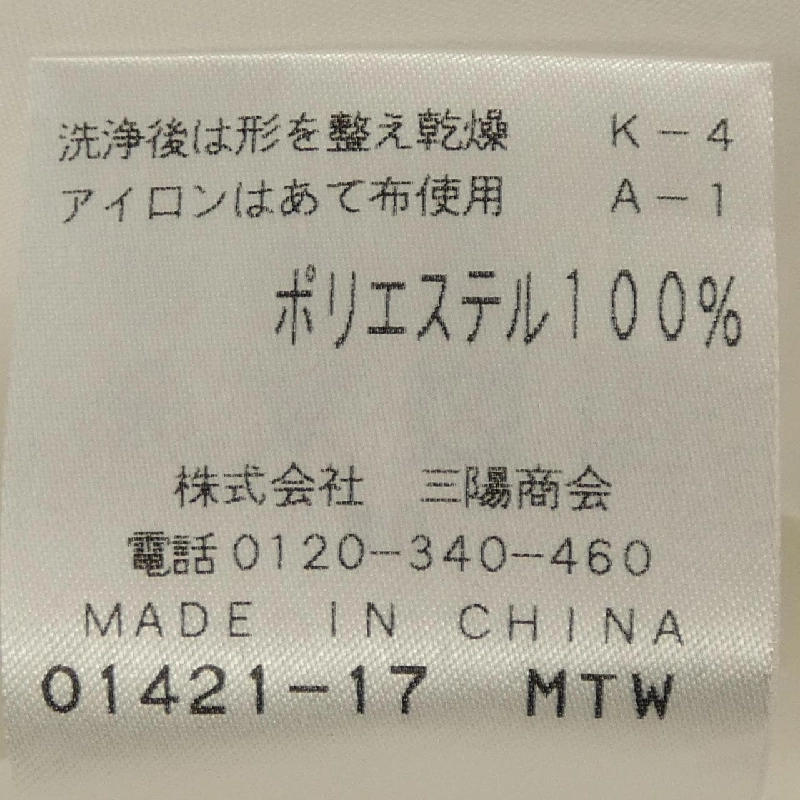 洗浄後は形を整え乾燥 K－4
アイロンはあて布使用 A－1
ポリエステル100%
株式会社 三陽商会
電話0120－340－460
MADE IN CHINA
01421－17 MTW